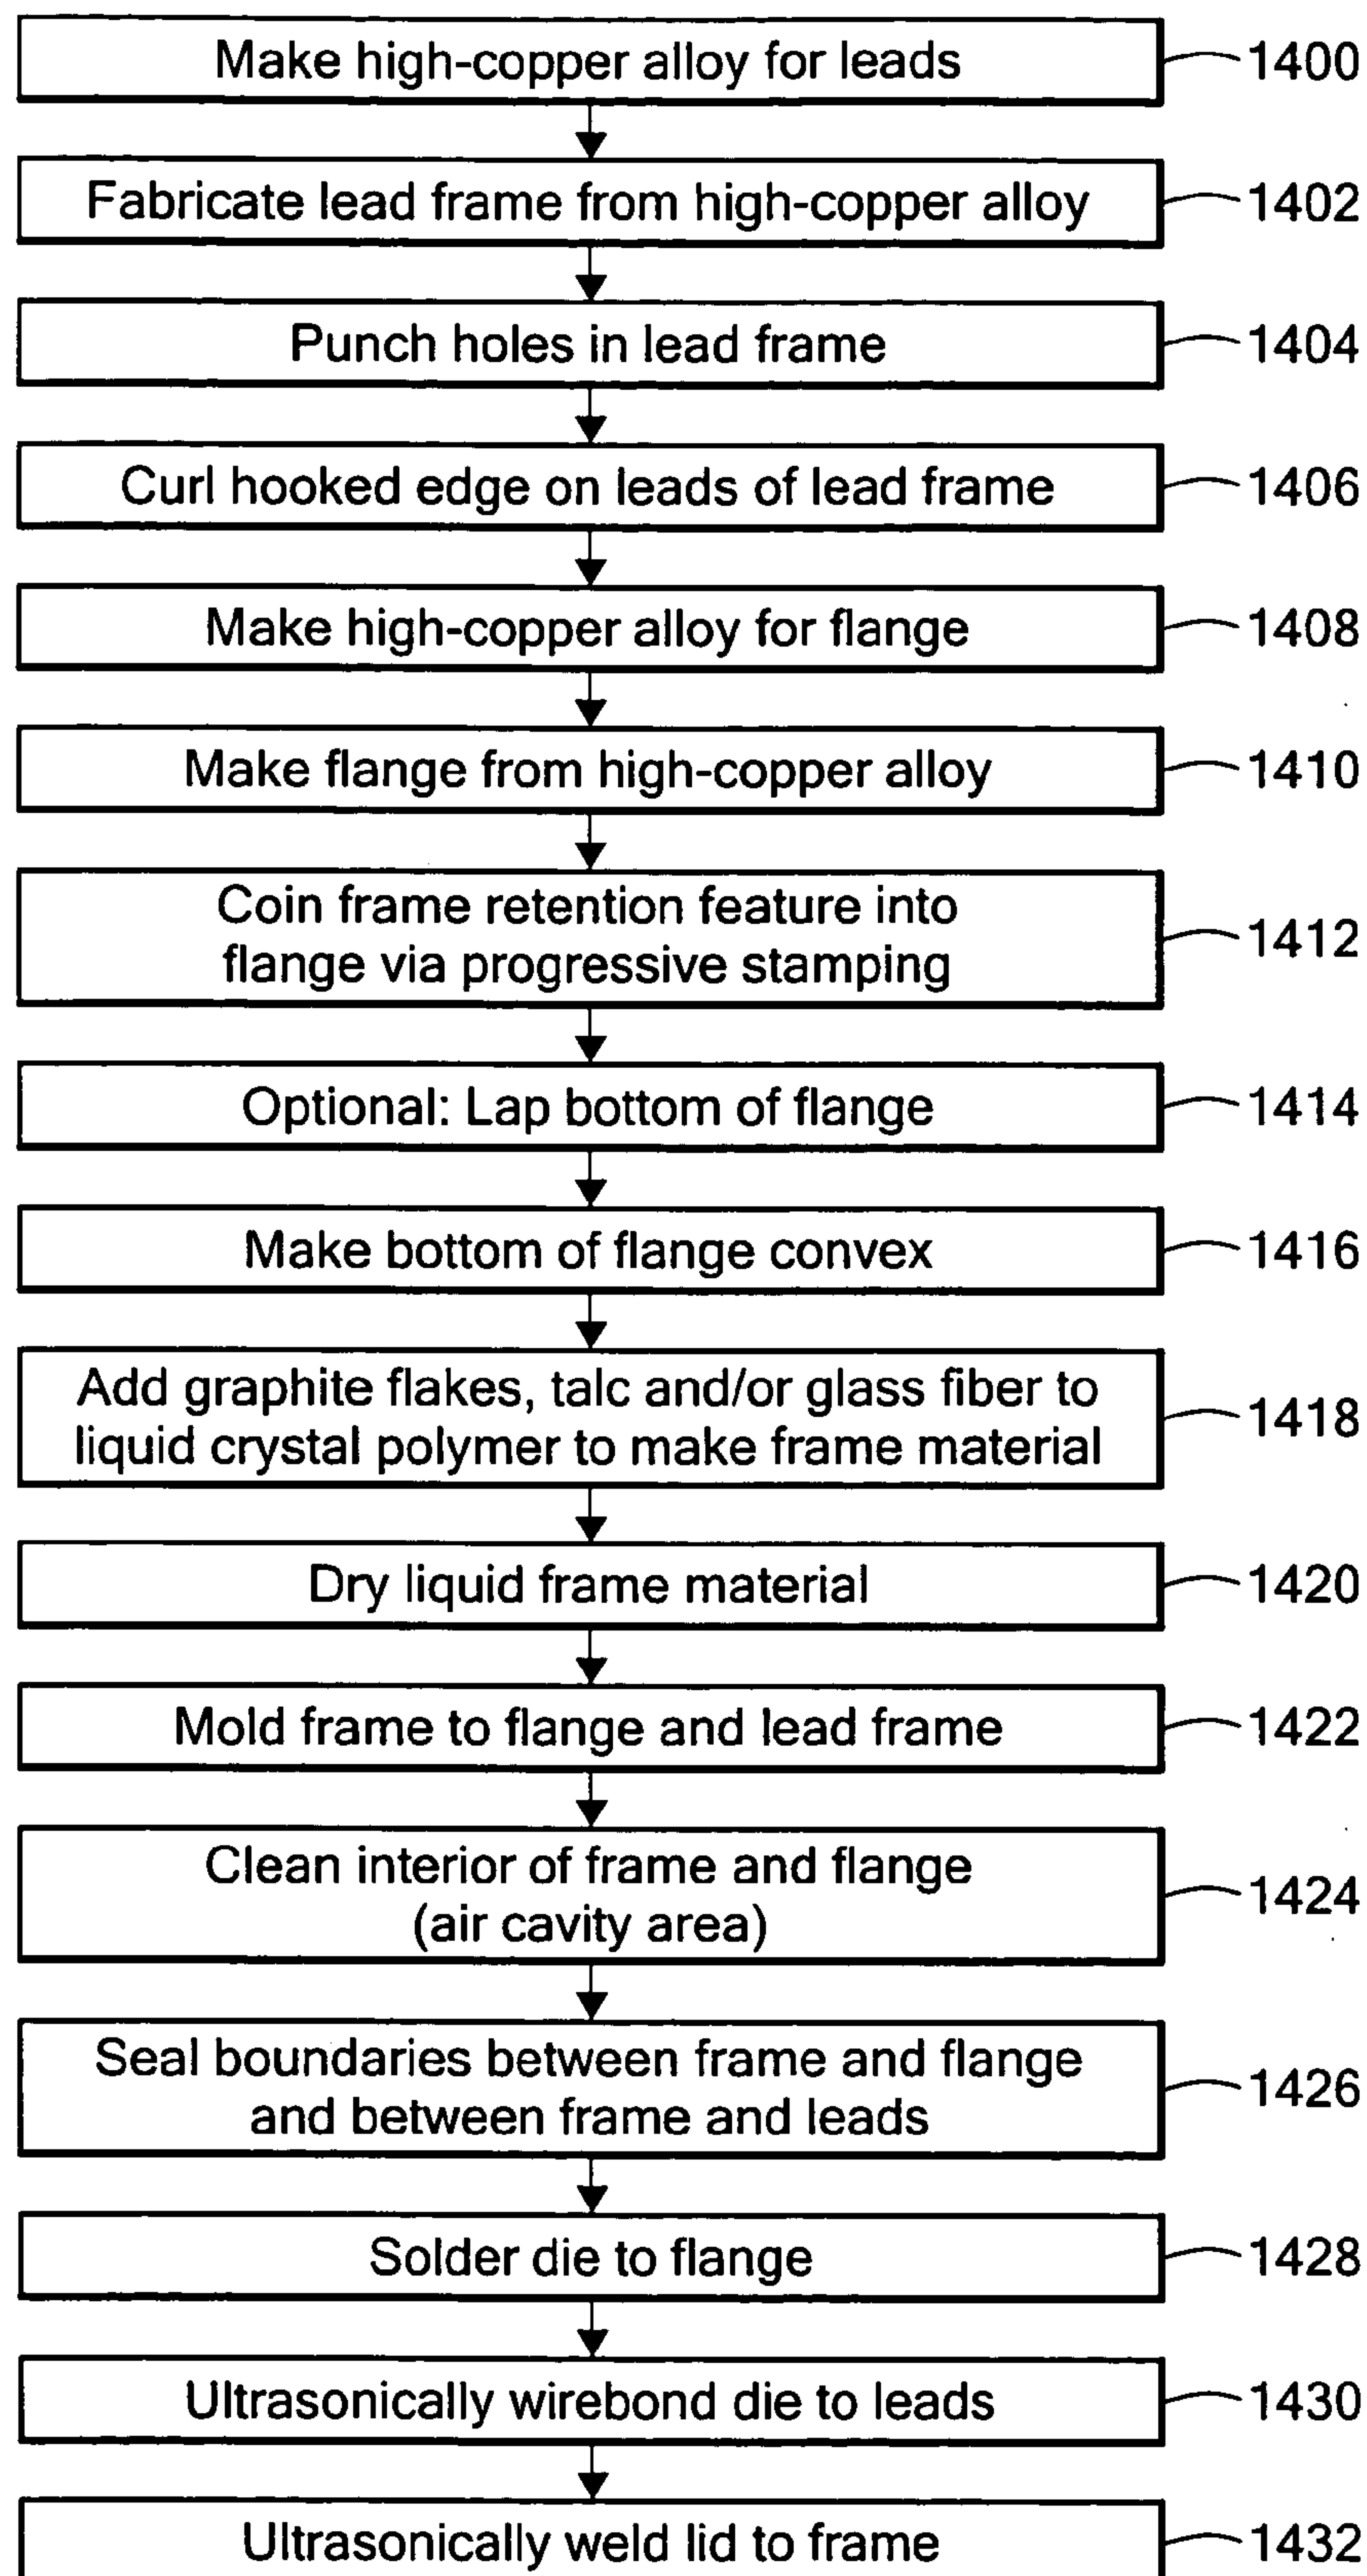 Make high-copper alloy for leads
1400
Fabricate lead frame from high-copper alloy
1402
Punch holes in lead frame
1404
Curl hooked edge on leads of lead frame
1406
Make high-copper alloy for flange
1408
Make flange from high-copper alloy
1410
Coin frame retention feature into
flange via progressive stamping
1412
Optional: Lap bottom of flange
1414
Make bottom of flange convex
1416
Add graphite flakes, talc and/or glass fiber to
liquid crystal polymer to make frame material
1418
Dry liquid frame material
1420
Mold frame to flange and lead frame
1422
Clean interior of frame and flange
(air cavity area)
1424
Seal boundaries between frame and flange
and between frame and leads
1426
Solder die to flange
1428
Ultrasonically wirebond die to leads
1430
Ultrasonically weld lid to frame
1432